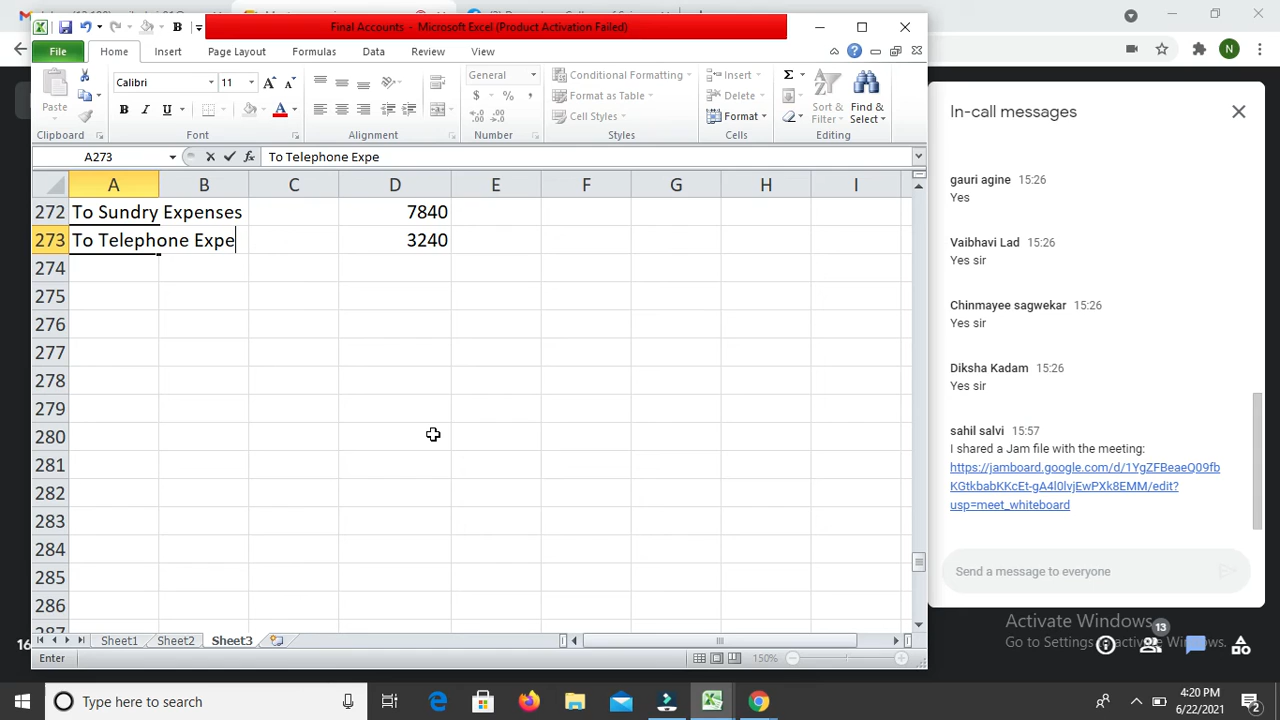 Final Accounts - Microsoft Excel (Product Activation Failed)
File Home Insert Page Layout Formulas Data Review View
Paste
Calibri 11 A A
B I U A
General
$ % ,
Conditional Formatting
Format as Table
Cell Styles
Insert
Delete
Format
Σ
Sort & Filter
Find & Select
Clipboard Font Alignment Number Styles Cells Editing
A273 fx To Telephone Expe
A B C D E F G H I
272 To Sundry Expenses 7840
273 To Telephone Expe 3240
274
275
276
277
278
279
280
281
282
283
284
285
286
287
Sheet1 Sheet2 Sheet3
Enter 150%
N
In-call messages
gauri agine 15:26
Yes
Vaibhavi Lad 15:26
Yes sir
Chinmayee sagwekar 15:26
Yes sir
Diksha Kadam 15:26
Yes sir
sahil salvi 15:57
I shared a Jam file with the meeting:
https://jamboard.google.com/d/1YgZFBeaeQ09fb
KGtkbabKKcEt-gA4l0lvjEwPXk8EMM/edit?
usp=meet_whiteboard
Send a message to everyone
Activate Windows
Go to Settings to activate Windows.
13
16
Type here to search
4:20 PM
6/22/2021
2